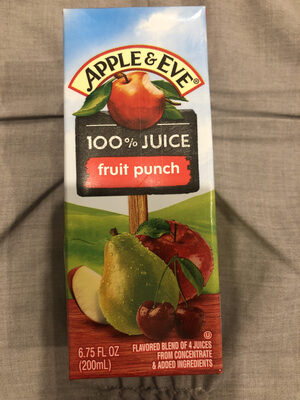 APPLE & EVE®
100% JUICE
fruit punch
6.75 FL OZ
(200mL)
FLAVORED BLEND OF 4 JUICES
FROM CONCENTRATE
& ADDED INGREDIENTS